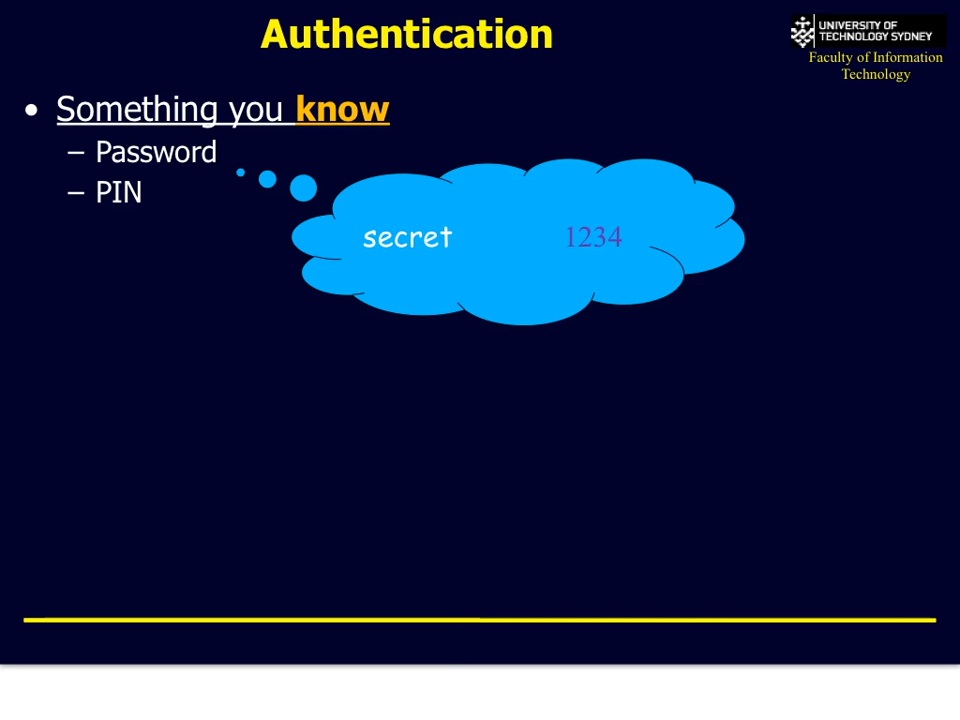 Authentication
UNIVERSITY OF
TECHNOLOGY SYDNEY
Faculty of Information
Technology
• Something you know
– Password
– PIN
secret 1234